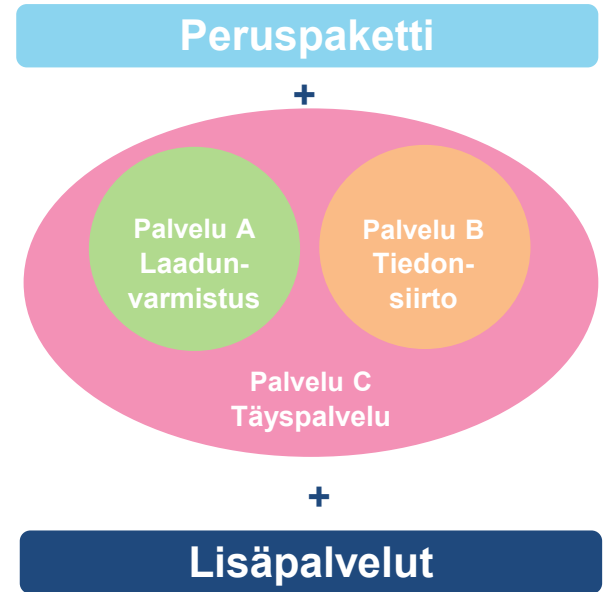 Peruspaketti
+
Palvelu A
Laadun-
varmistus
Palvelu B
Tiedon-
siirto
Palvelu C
Täyspalvelu
+
Lisäpalvelut